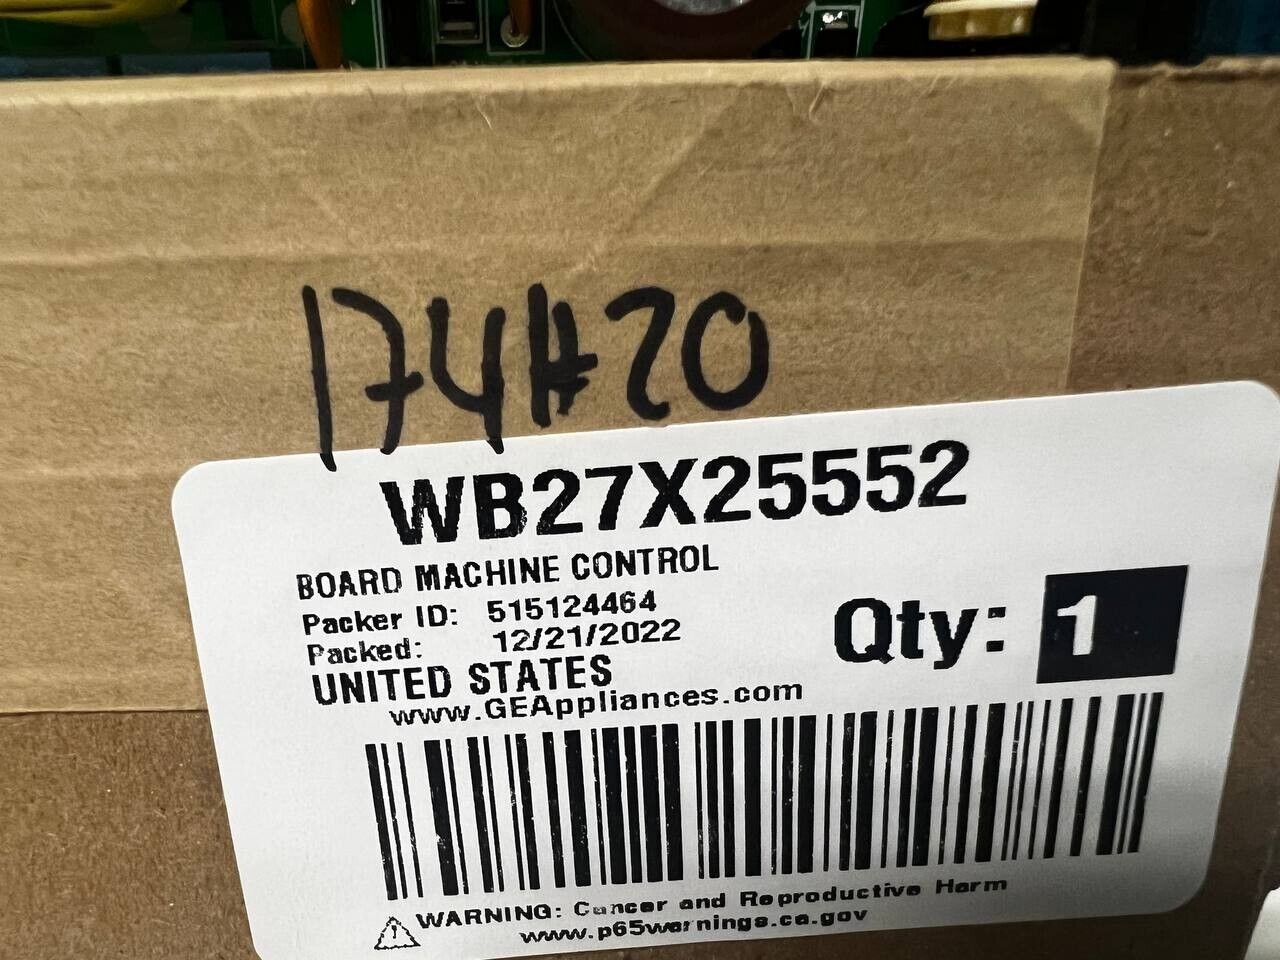 174#20
WB27X25552
BOARD MACHINE CONTROL
Packer ID: 515124464
Packed: 12/21/2022
Qty: 1
UNITED STATES
www.GEAppliances.com
WARNING: Cancer and Reproductive Harm
www.p65warnings.ca.gov